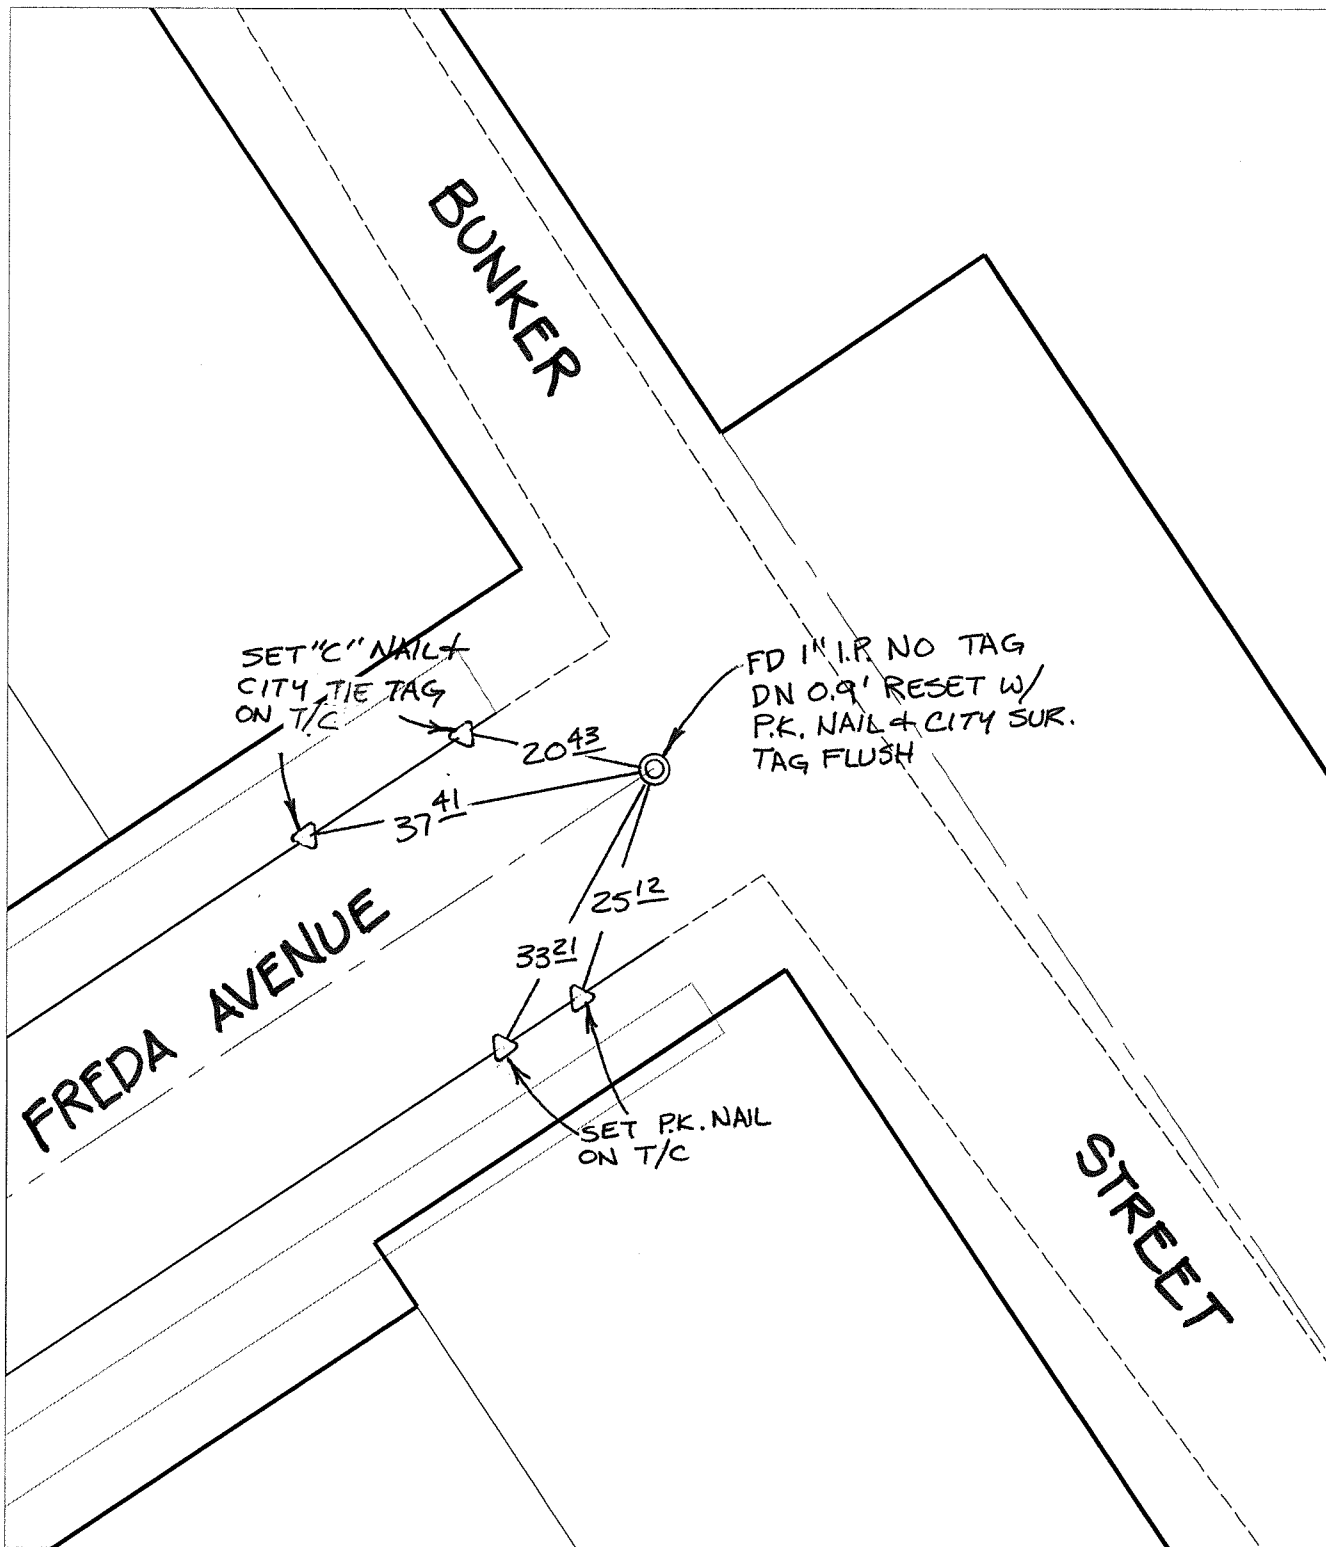 BUNKER
SET "C" NAIL +
CITY TIE TAG
ON T/C
FD 1" I.P. NO TAG
DN 0.9' RESET W/
P.K. NAIL + CITY SUR.
TAG FLUSH
20 43
37 41
25 12
33 21
FREDA AVENUE
SET P.K. NAIL
ON T/C
STREET